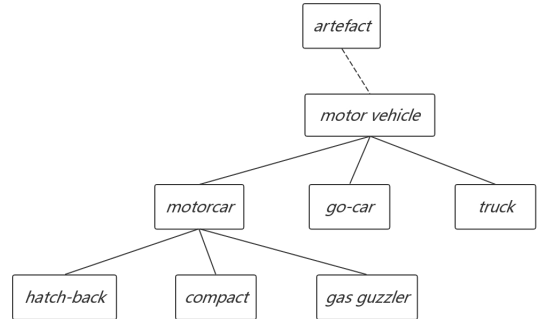 artefact
motor vehicle
motorcar
go-car
truck
hatch-back
compact
gas guzzler